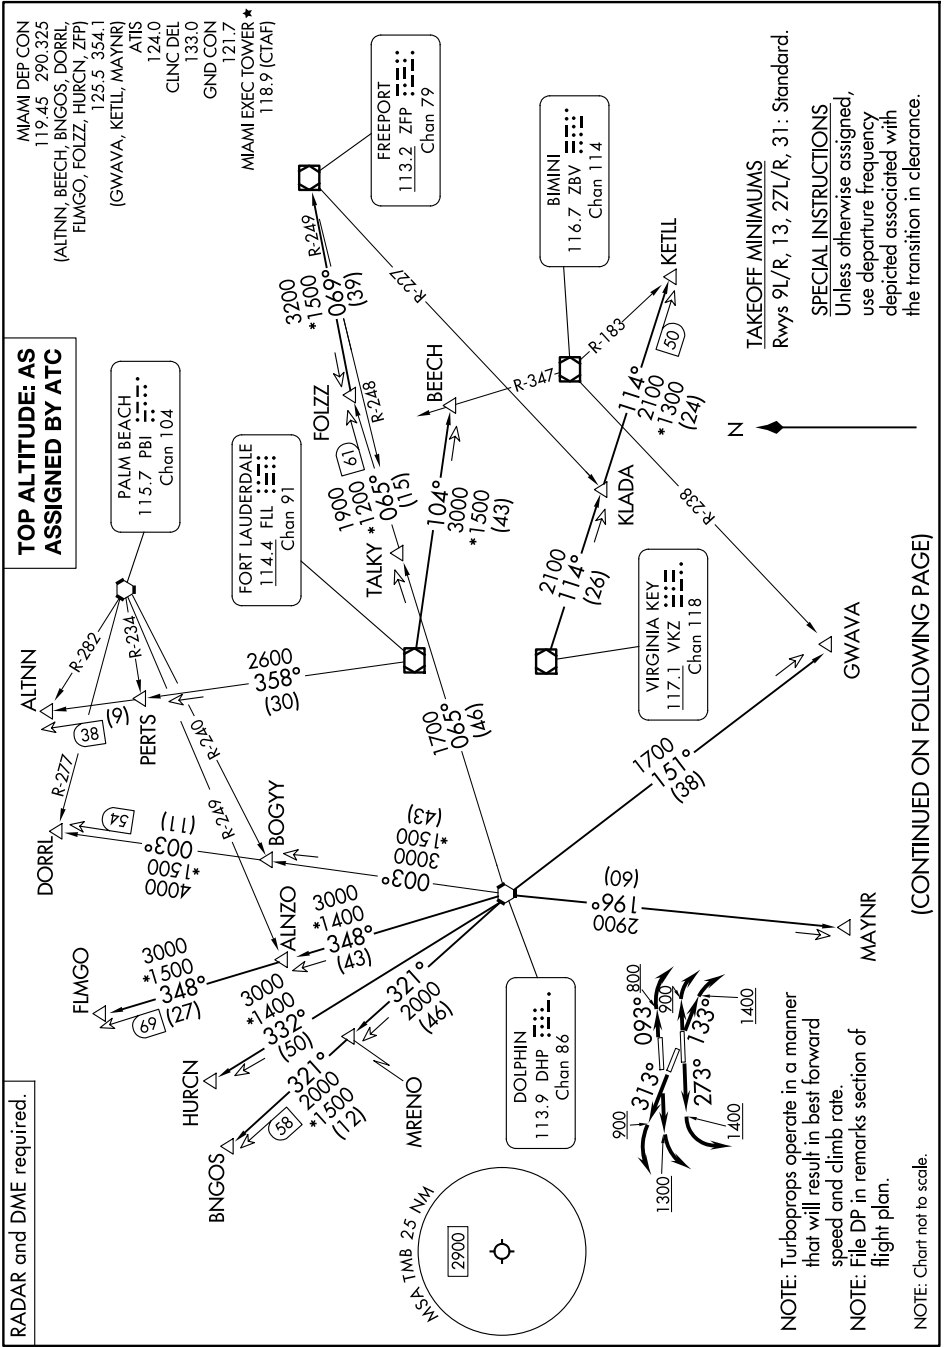 RADAR and DME required.
TOP ALTITUDE: AS
ASSIGNED BY ATC
MIAMI DEP CON
119.45 290.325
(ALTNN, BEECH, BNGOS, DORRL,
FLMGO, FOLZZ, HURCN, ZFP)
125.5 354.1
(GWAVA, KETLL, MAYNR)
ATIS
124.0
CLNC DEL
133.0
GND CON
121.7
MIAMI EXEC TOWER ★
118.9 (CTAF)
PALM BEACH
115.7 PBI
Chan 104
FREEPORT
113.2 ZFP
Chan 79
FORT LAUDERDALE
114.4 FLL
Chan 91
BIMINI
116.7 ZBV
Chan 114
VIRGINIA KEY
117.1 VKZ
Chan 118
DOLPHIN
113.9 DHP
Chan 86
ALTNN
R-282
R-234
R-277
38
(9)
PERTS
2600
358°
(30)
DORRL
54
4000
*1500
003°
(11)
R-240
R-249
BOGYY
3000
*1500
003°
(43)
FLMGO
3000
*1500
348°
(27)
69
ALNZO
3000
*1400
348°
(43)
HURCN
3000
*1400
332°
(50)
BNGOS
58
321°
2000
*1500
(12)
MRENO
321°
2000
(46)
1700
065°
(46)
TALKY
1900
*1200
065°
(15)
61
FOLZZ
R-248
3200
*1500
069°
(39)
R-249
R-227
BEECH
104°
3000
*1500
(43)
R-347
R-183
KETLL
50
114°
2100
*1300
(24)
KLADA
2100
114°
(26)
R-238
GWAVA
1700
151°
(38)
MAYNR
2900
196°
(60)
N
MSA TMB 25 NM
2900
313°
093°
273°
133°
900
1300
1400
800
900
1400
TAKEOFF MINIMUMS
Rwys 9L/R, 13, 27L/R, 31: Standard.
SPECIAL INSTRUCTIONS
Unless otherwise assigned,
use departure frequency
depicted associated with
the transition in clearance.
NOTE: Turboprops operate in a manner
that will result in best forward
speed and climb rate.
NOTE: File DP in remarks section of
flight plan.
NOTE: Chart not to scale.
(CONTINUED ON FOLLOWING PAGE)